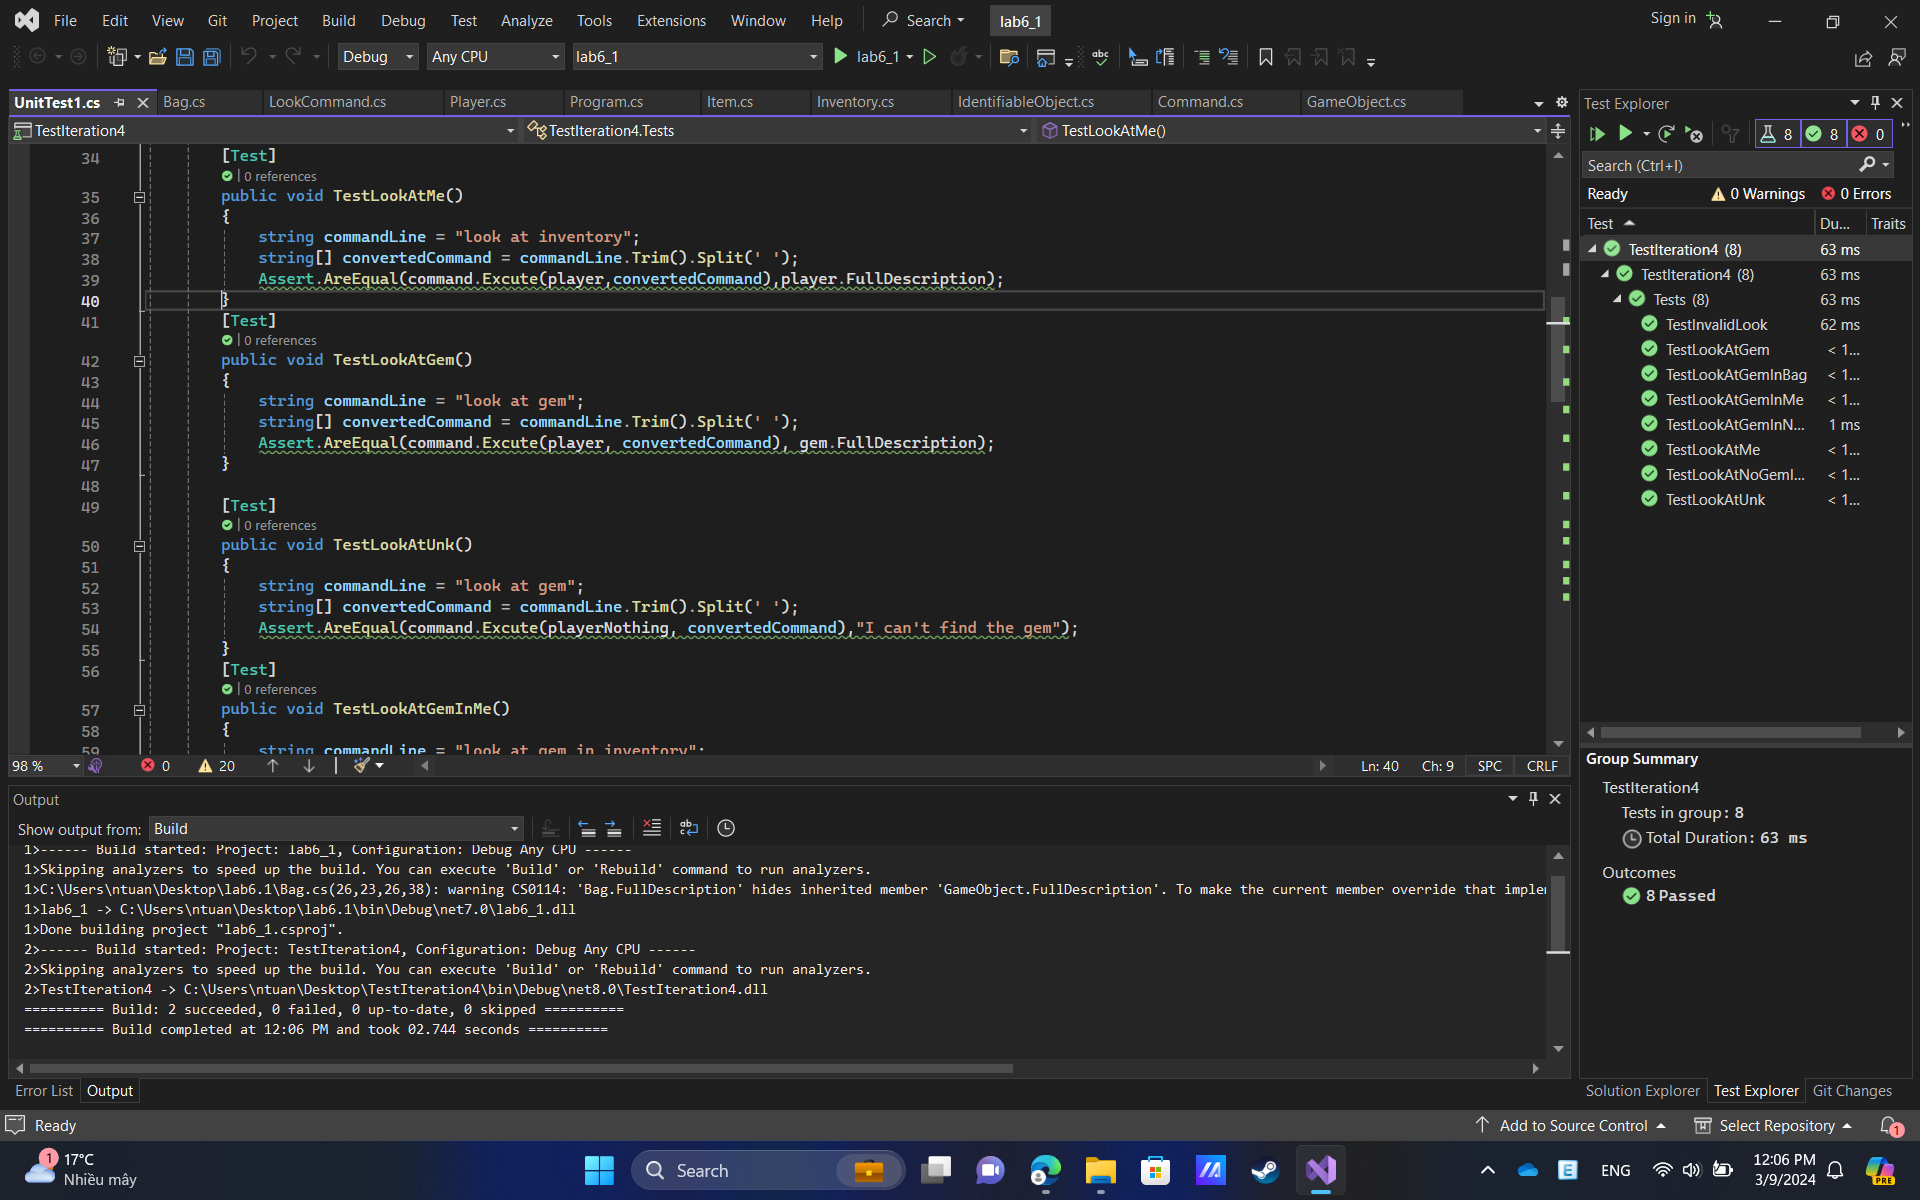 File Edit View Git Project Build Debug Test Analyze Tools Extensions Window Help Search lab6_1 Sign in
Debug Any CPU lab6_1 lab6_1
UnitTest1.cs Bag.cs LookCommand.cs Player.cs Program.cs Item.cs Inventory.cs IdentifiableObject.cs Command.cs GameObject.cs
TestIteration4 TestIteration4.Tests TestLookAtMe()
34 [Test]
0 references
35 public void TestLookAtMe()
36 {
37 string commandLine = "look at inventory";
38 string[] convertedCommand = commandLine.Trim().Split(' ');
39 Assert.AreEqual(command.Excute(player,convertedCommand),player.FullDescription);
40 }
41 [Test]
0 references
42 public void TestLookAtGem()
43 {
44 string commandLine = "look at gem";
45 string[] convertedCommand = commandLine.Trim().Split(' ');
46 Assert.AreEqual(command.Excute(player, convertedCommand), gem.FullDescription);
47 }
48
49 [Test]
0 references
50 public void TestLookAtUnk()
51 {
52 string commandLine = "look at gem";
53 string[] convertedCommand = commandLine.Trim().Split(' ');
54 Assert.AreEqual(command.Excute(playerNothing, convertedCommand),"I can't find the gem");
55 }
56 [Test]
0 references
57 public void TestLookAtGemInMe()
58 {
59 string commandLine = "look at gem in inventory";
98 % 0 20 Ln: 40 Ch: 9 SPC CRLF
Output
Show output from: Build
1>------ Build started: Project: lab6_1, Configuration: Debug Any CPU ------
1>Skipping analyzers to speed up the build. You can execute 'Build' or 'Rebuild' command to run analyzers.
1>C:\Users\ntuan\Desktop\lab6.1\Bag.cs(26,23,26,38): warning CS0114: 'Bag.FullDescription' hides inherited member 'GameObject.FullDescription'. To make the current member override that imple
1>lab6_1 -> C:\Users\ntuan\Desktop\lab6.1\bin\Debug\net7.0\lab6_1.dll
1>Done building project "lab6_1.csproj".
2>------ Build started: Project: TestIteration4, Configuration: Debug Any CPU ------
2>Skipping analyzers to speed up the build. You can execute 'Build' or 'Rebuild' command to run analyzers.
2>TestIteration4 -> C:\Users\ntuan\Desktop\TestIteration4\bin\Debug\net8.0\TestIteration4.dll
========== Build: 2 succeeded, 0 failed, 0 up-to-date, 0 skipped ==========
========== Build completed at 12:06 PM and took 02.744 seconds ==========
Error List Output
Test Explorer
8 8 0
Search (Ctrl+I)
Ready 0 Warnings 0 Errors
Test Du... Traits
TestIteration4 (8) 63 ms
TestIteration4 (8) 63 ms
Tests (8) 63 ms
TestInvalidLook 62 ms
TestLookAtGem < 1...
TestLookAtGemInBag < 1...
TestLookAtGemInMe < 1...
TestLookAtGemInN... 1 ms
TestLookAtMe < 1...
TestLookAtNoGemI... < 1...
TestLookAtUnk < 1...
Group Summary
TestIteration4
Tests in group: 8
Total Duration: 63 ms
Outcomes
8 Passed
Solution Explorer Test Explorer Git Changes
Ready Add to Source Control Select Repository 1
1 17°C
Nhiều mây
Search
ENG
12:06 PM
3/9/2024
PRE